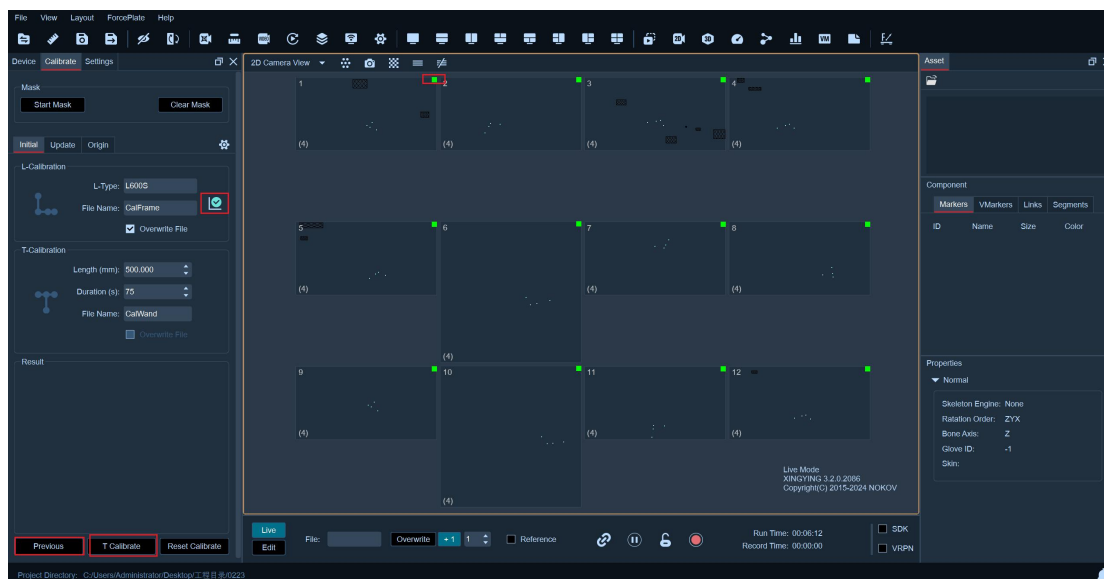 File View Layout ForcePlate Help
Device Calibrate Settings
2D Camera View
Asset
Mask
Start Mask Clear Mask
Initial Update Origin
L-Calibration
L-Type: L600S
File Name: CalFrame
Overwrite File
T-Calibration
Length (mm): 500.000
Duration (s): 75
File Name: CalWand
Overwrite File
Result
Previous T Calibrate Reset Calibrate
1 2 3 4
(4) (4) (4) (4)
5 6 7 8
(4) (4) (4)
(4)
9 10 11 12
(4) (4) (4)
(4)
Live Mode
XINGYING 3.2.0.2086
Copyright(C) 2015-2024 NOKOV
Live
Edit
File: Overwrite +1 1 Reference
Run Time: 00:06:12
Record Time: 00:00:00
SDK
VRPN
Component
Markers VMarkers Links Segments
ID Name Size Color
Properties
Normal
Skeleton Engine: None
Ratation Order: ZYX
Bone Axis: Z
Glove ID: -1
Skin:
Project Directory: C:/Users/Administrator/Desktop/工程目录/0223